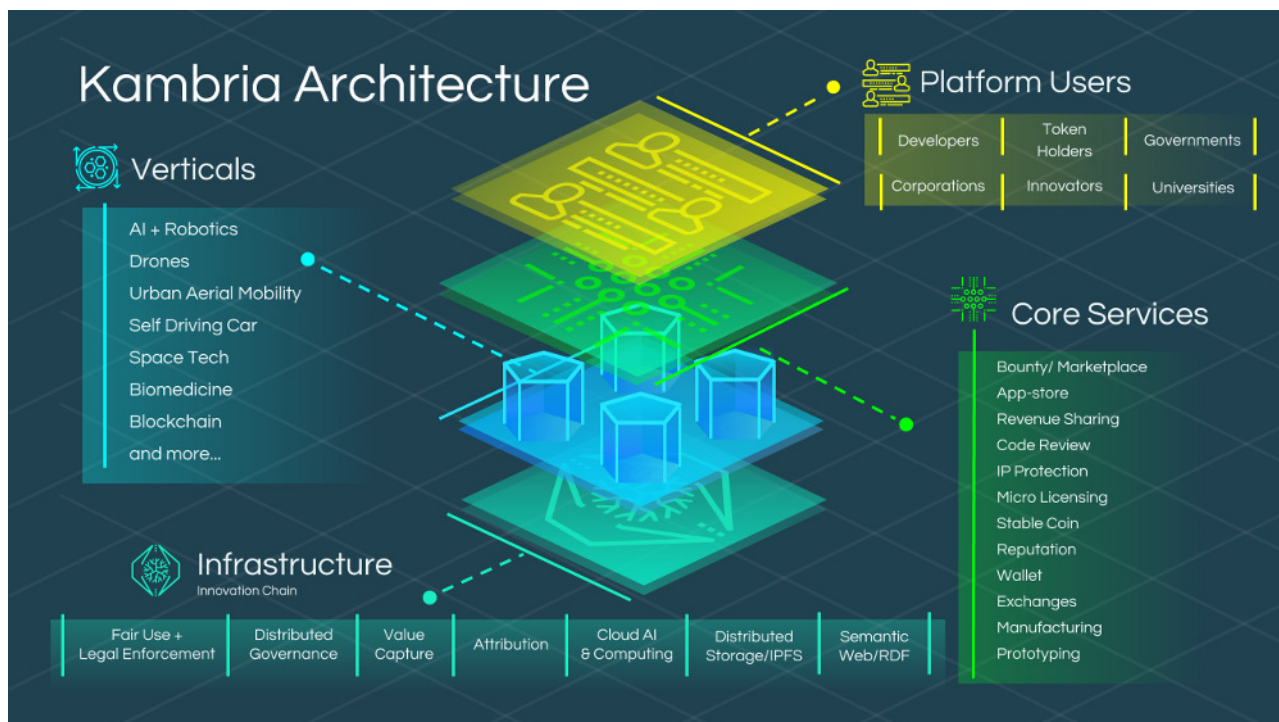 Kambria Architecture
Platform Users
Developers
Token
Holders
Governments
Corporations
Innovators
Universities
Verticals
AI + Robotics
Drones
Urban Aerial Mobility
Self Driving Car
Space Tech
Biomedicine
Blockchain
and more...
Core Services
Bounty/ Marketplace
App-store
Revenue Sharing
Code Review
IP Protection
Micro Licensing
Stable Coin
Reputation
Wallet
Exchanges
Manufacturing
Prototyping
Infrastructure
Innovation Chain
Fair Use +
Legal Enforcement
Distributed
Governance
Value
Capture
Attribution
Cloud AI
& Computing
Distributed
Storage/IPFS
Semantic
Web/RDF